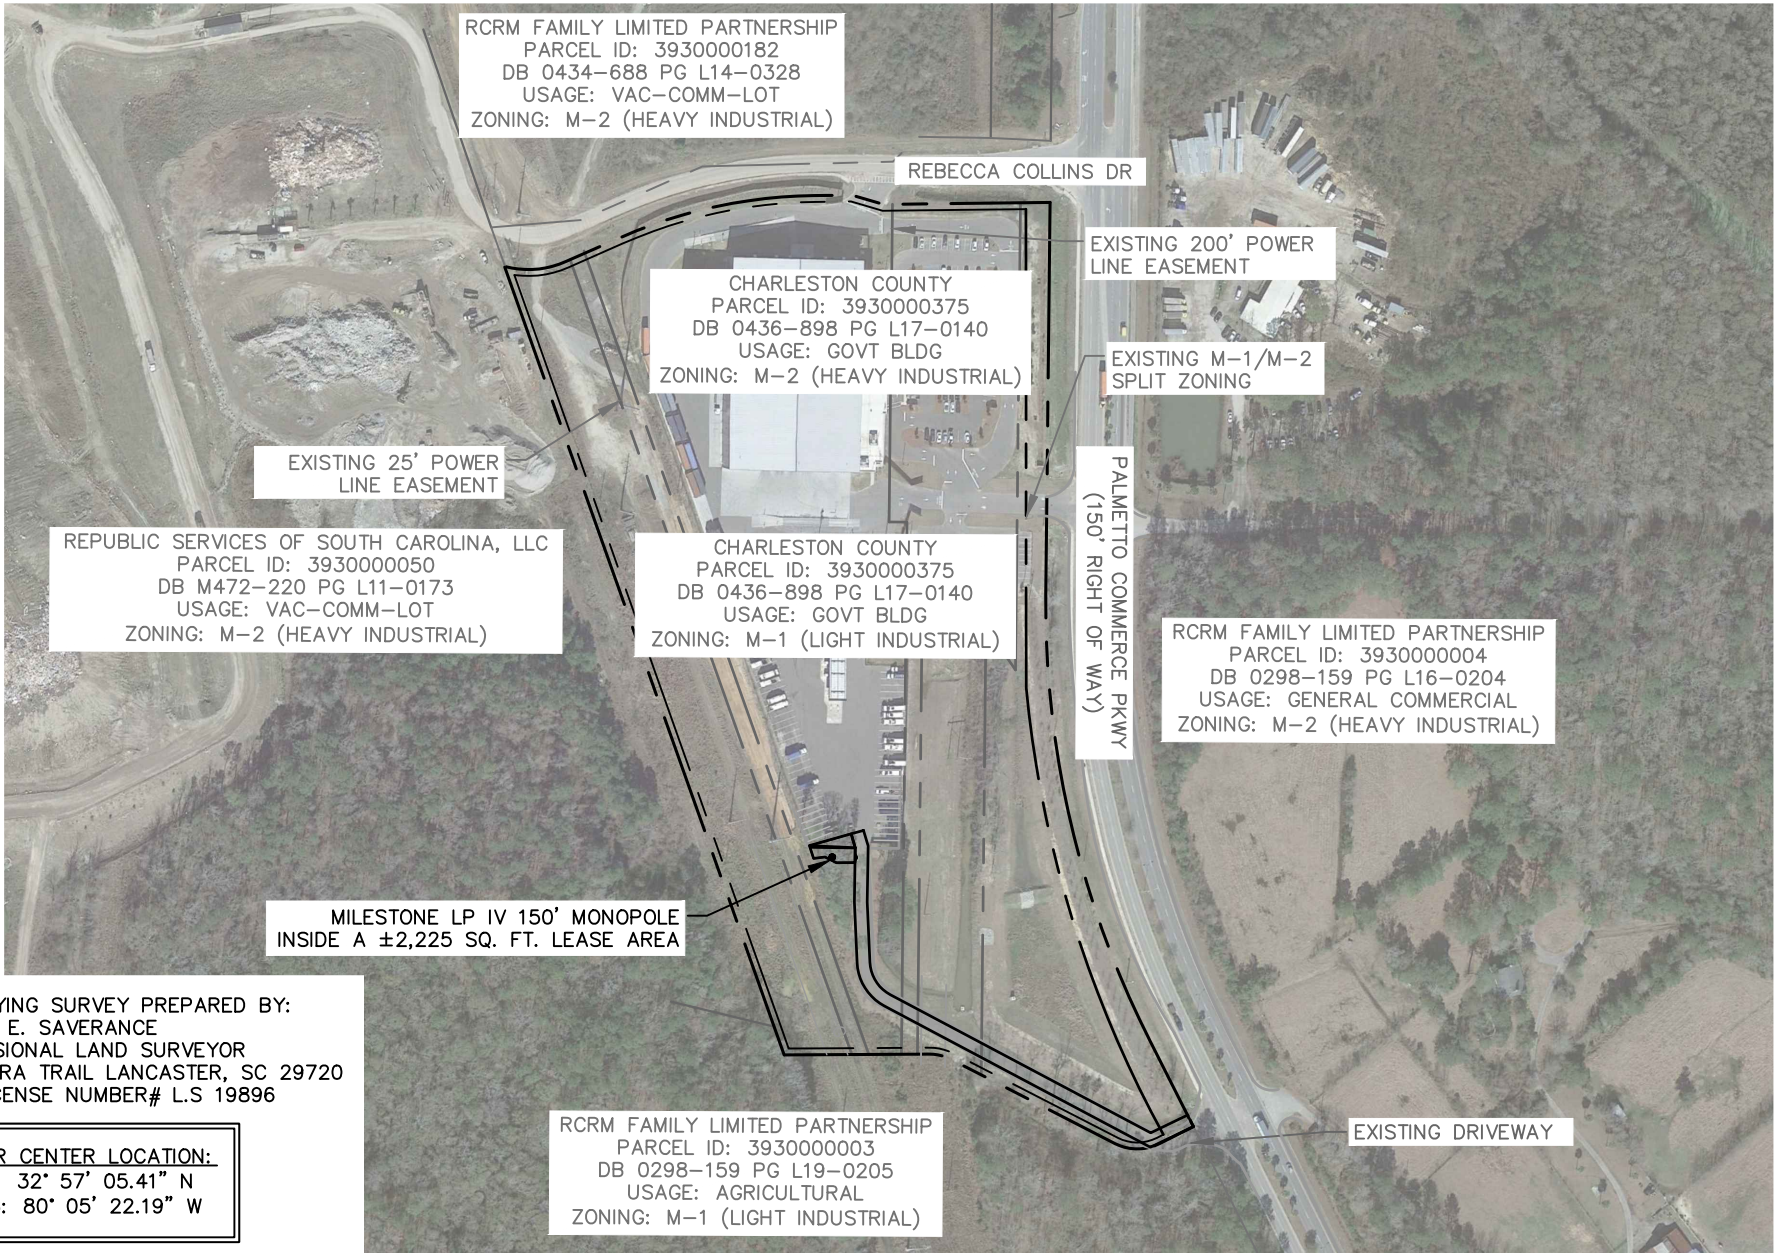 RCRM FAMILY LIMITED PARTNERSHIP
PARCEL ID: 3930000182
DB 0434-688 PG L14-0328
USAGE: VAC-COMM-LOT
ZONING: M-2 (HEAVY INDUSTRIAL)
REBECCA COLLINS DR
EXISTING 200' POWER
LINE EASEMENT
CHARLESTON COUNTY
PARCEL ID: 3930000375
DB 0436-898 PG L17-0140
USAGE: GOVT BLDG
ZONING: M-2 (HEAVY INDUSTRIAL)
EXISTING M-1/M-2
SPLIT ZONING
EXISTING 25' POWER
LINE EASEMENT
PALMETTO COMMERCE PKWY
(150' RIGHT OF WAY)
REPUBLIC SERVICES OF SOUTH CAROLINA, LLC
PARCEL ID: 3930000050
DB M472-220 PG L11-0173
USAGE: VAC-COMM-LOT
ZONING: M-2 (HEAVY INDUSTRIAL)
CHARLESTON COUNTY
PARCEL ID: 3930000375
DB 0436-898 PG L17-0140
USAGE: GOVT BLDG
ZONING: M-1 (LIGHT INDUSTRIAL)
RCRM FAMILY LIMITED PARTNERSHIP
PARCEL ID: 3930000004
DB 0298-159 PG L16-0204
USAGE: GENERAL COMMERCIAL
ZONING: M-2 (HEAVY INDUSTRIAL)
MILESTONE LP IV 150' MONOPOLE
INSIDE A ±2,225 SQ. FT. LEASE AREA
YING SURVEY PREPARED BY:
E. SAVERANCE
SIONAL LAND SURVEYOR
RA TRAIL LANCASTER, SC 29720
CENSE NUMBER# L.S 19896
R CENTER LOCATION:
32° 57' 05.41" N
: 80° 05' 22.19" W
RCRM FAMILY LIMITED PARTNERSHIP
PARCEL ID: 3930000003
DB 0298-159 PG L19-0205
USAGE: AGRICULTURAL
ZONING: M-1 (LIGHT INDUSTRIAL)
EXISTING DRIVEWAY